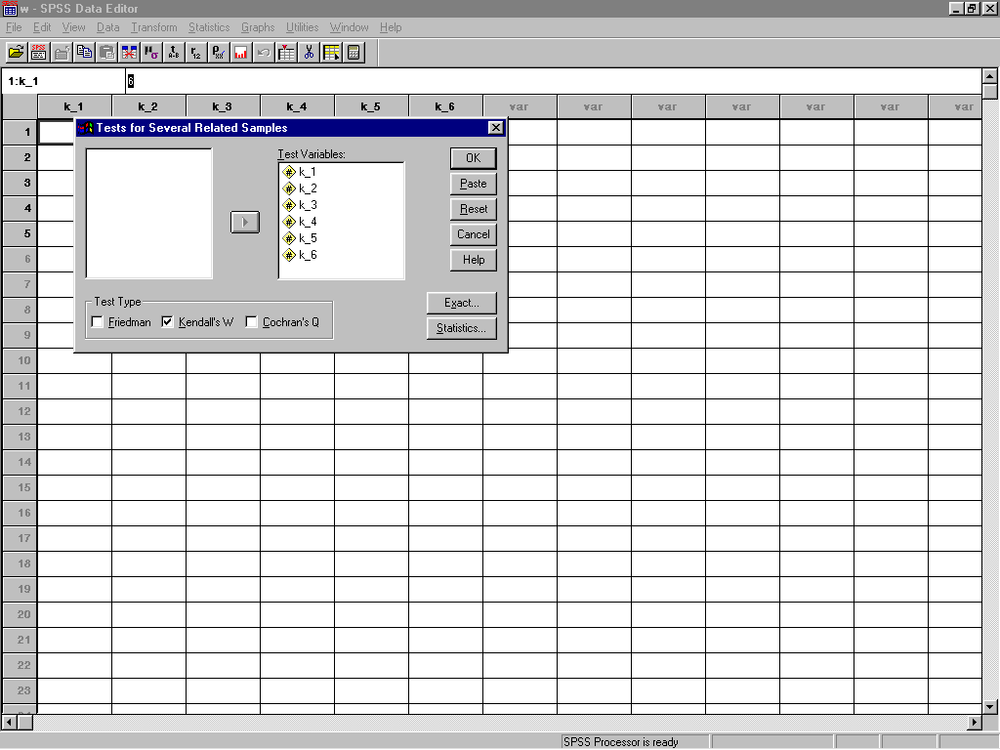 w - SPSS Data Editor
File Edit View Data Transform Statistics Graphs Utilities Window Help
1:k_1 6
k_1 k_2 k_3 k_4 k_5 k_6 var var var var var var var
Tests for Several Related Samples
1
2
3
4
5
6
7
8
9
10
11
12
13
14
15
16
17
18
19
20
21
22
23
Test Variables:
# k_1
# k_2
# k_3
# k_4
# k_5
# k_6
OK
Paste
Reset
Cancel
Help
Exact...
Statistics...
Test Type
Friedman Kendall's W Cochran's Q
SPSS Processor is ready